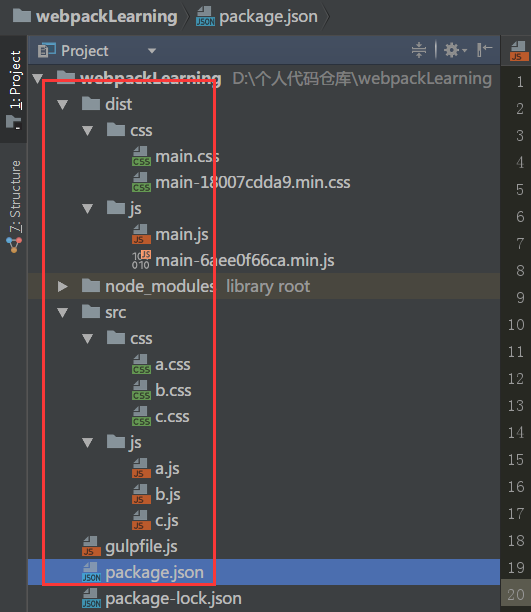 webpackLearning package.json
1: Project
7: Structure
Project
webpackLearning D:\个人代码仓库\webpackLearning
dist
css
main.css
main-18007cdda9.min.css
js
main.js
main-6aee0f66ca.min.js
node_modules library root
src
css
a.css
b.css
c.css
js
a.js
b.js
c.js
gulpfile.js
package.json
package-lock.json
1
2
3
4
5
6
7
8
9
10
11
12
13
14
15
16
17
18
19
20